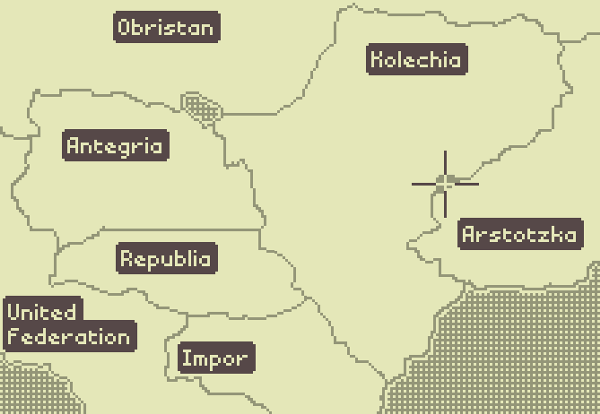 Obristan
Kolechia
Antegria
Arstotzka
Republia
United
Federation
Impor